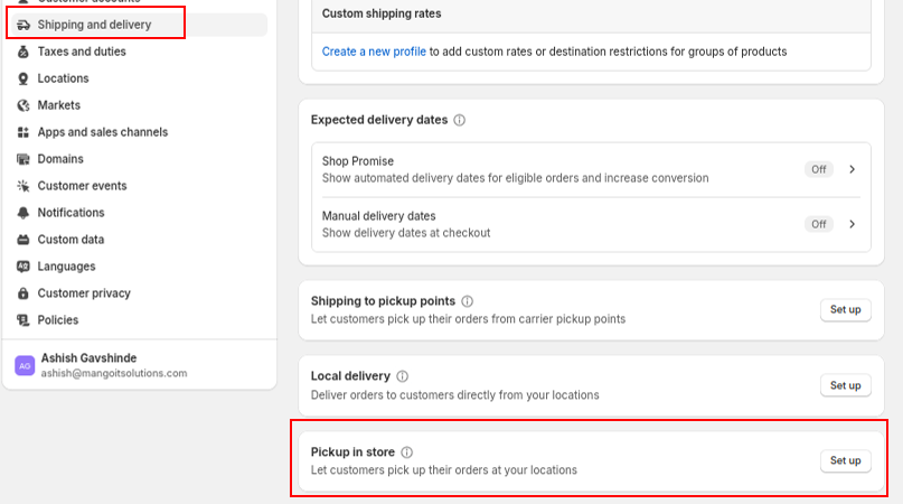 Customer accounts
Shipping and delivery
Taxes and duties
Locations
Markets
Apps and sales channels
Domains
Customer events
Notifications
Custom data
Languages
Customer privacy
Policies
AG
Ashish Gavshinde
ashish@mangoitsolutions.com
Custom shipping rates
Create a new profile to add custom rates or destination restrictions for groups of products
Expected delivery dates
Shop Promise
Show automated delivery dates for eligible orders and increase conversion
Off
Manual delivery dates
Show delivery dates at checkout
Off
Shipping to pickup points
Let customers pick up their orders from carrier pickup points
Set up
Local delivery
Deliver orders to customers directly from your locations
Set up
Pickup in store
Let customers pick up their orders at your locations
Set up